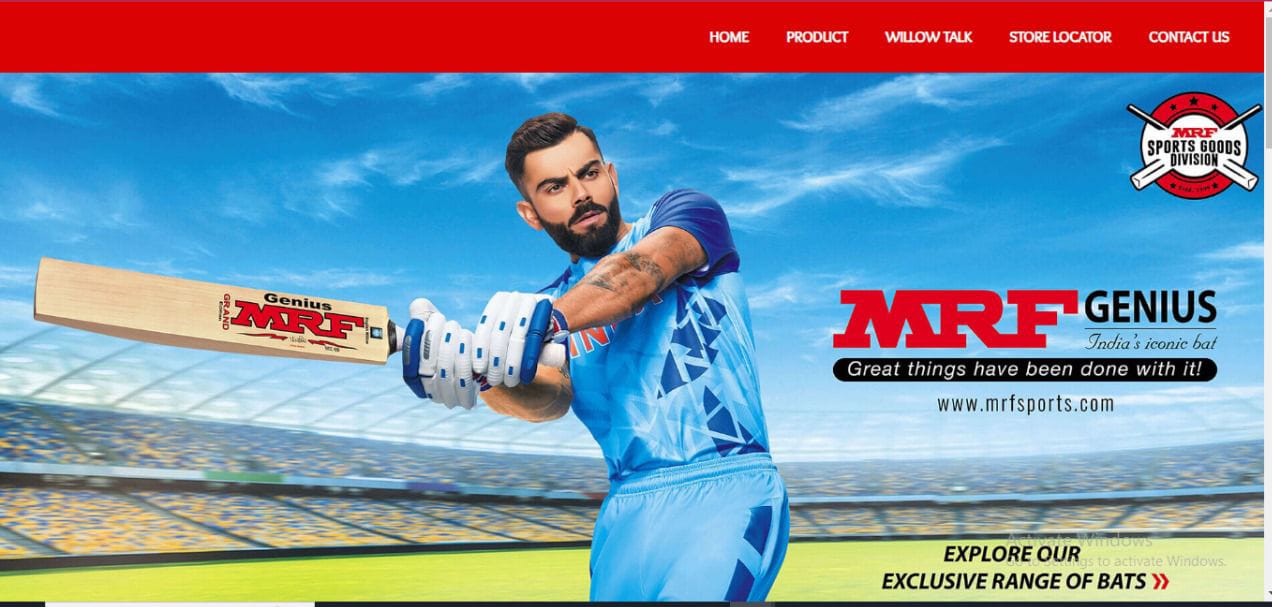 HOME PRODUCT WILLOW TALK STORE LOCATOR CONTACT US
MRF
SPORTS GOODS
DIVISION
Genius
GRAND
MRF
MRF GENIUS
India's iconic bat
Great things have been done with it!
www.mrfsports.com
Activate Windows
Go to Settings to activate Windows.
EXPLORE OUR
EXCLUSIVE RANGE OF BATS »